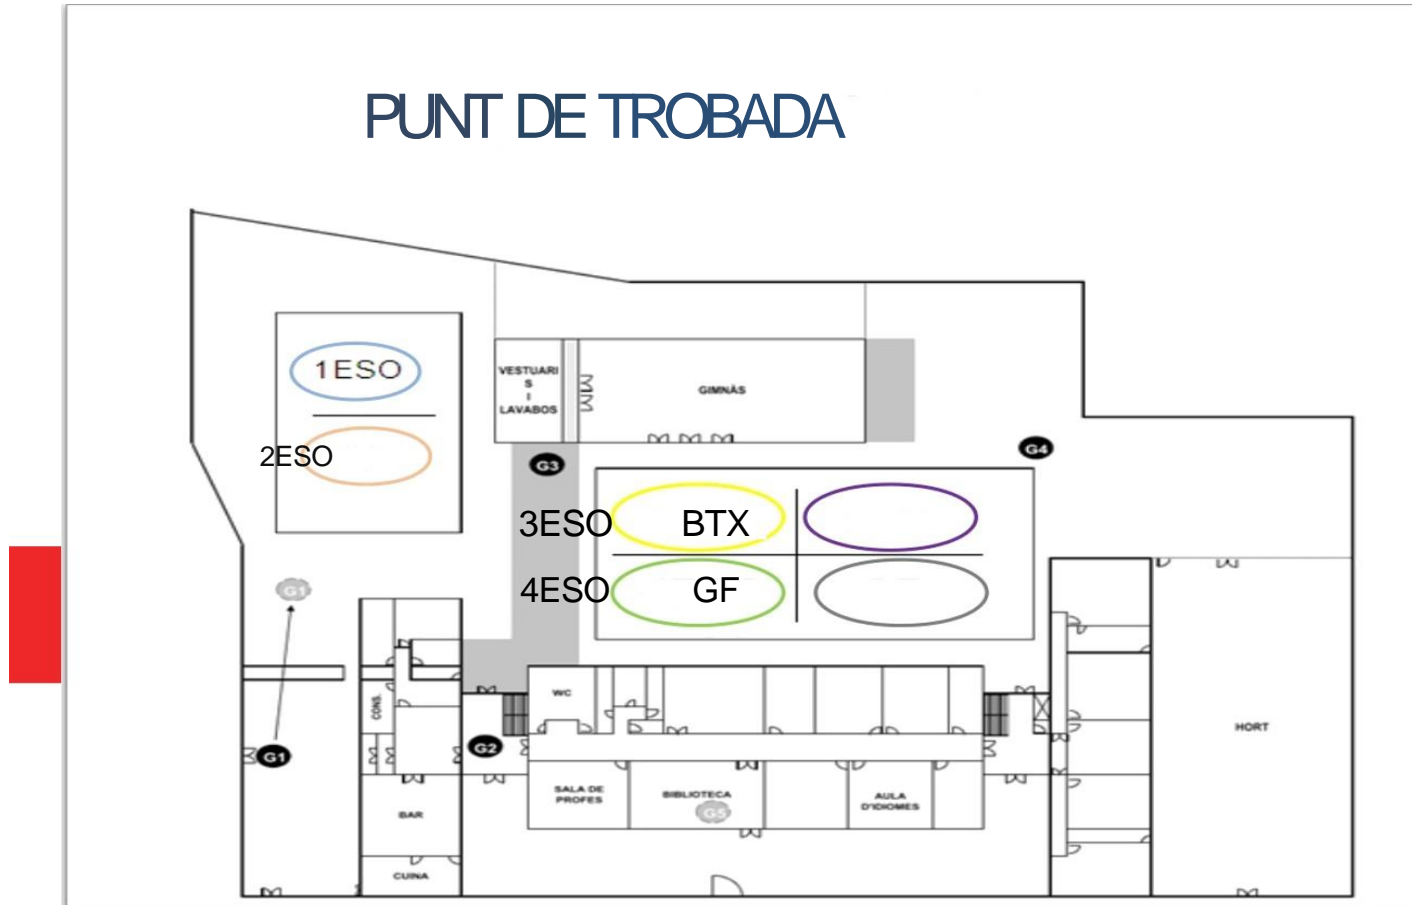 PUNT DE TROBADA
1ESO
2ESO
VESTUARI
S
I
LAVABOS
GIMNÀS
G3
G4
3ESO BTX
4ESO GF
G1
WC
CONS.
HORT
G1
G2
SALA DE
PROFES
BIBLIOTECA
AULA
D'IDIOMES
G5
BAR
CUINA